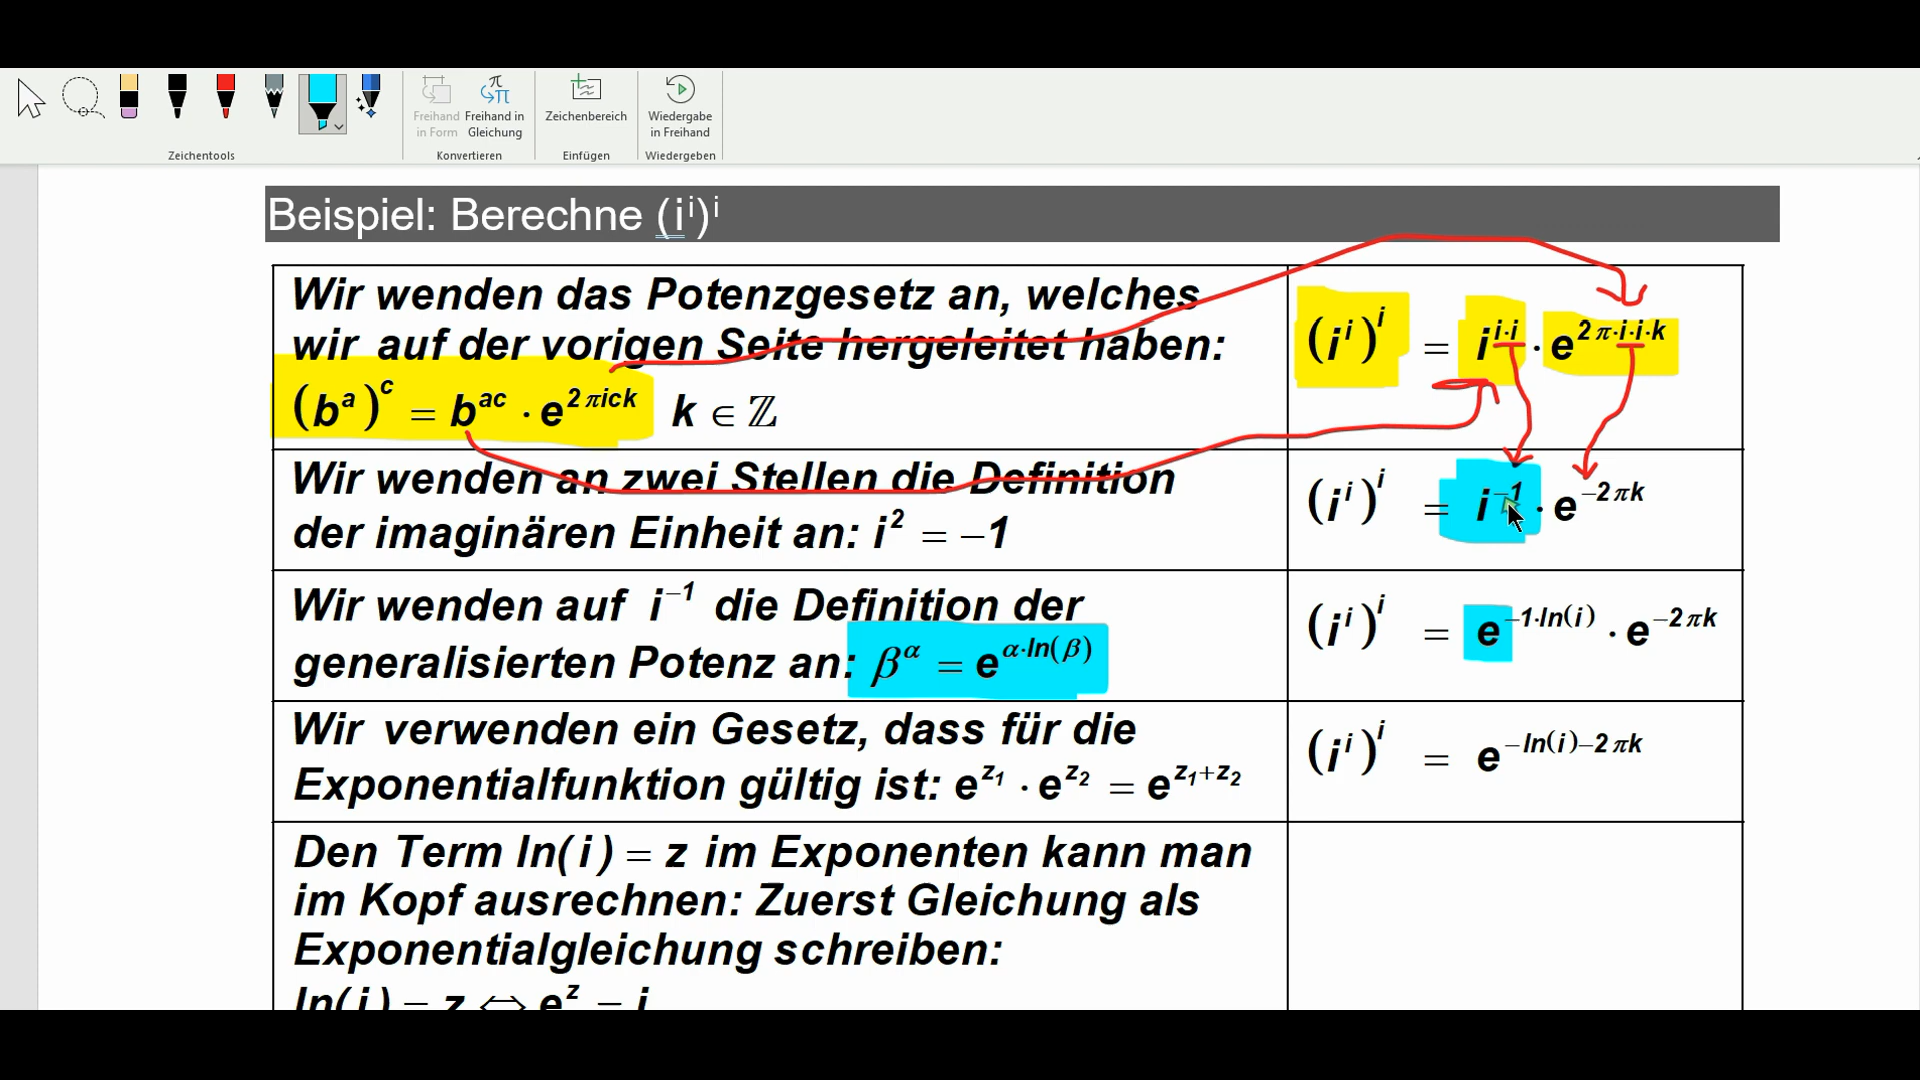 Freihand in Form
Freihand in Gleichung
Zeichenbereich
Wiedergabe in Freihand
Zeichentools
Konvertieren
Einfügen
Wiedergeben
Beispiel: Berechne (iⁱ)ⁱ
Wir wenden das Potenzgesetz an, welches
wir auf der vorigen Seite hergeleitet haben:
(b^a)^c = b^{ac} · e^{2πick} k ∈ ℤ
(i^i)^i = i^{i·i} · e^{2π·i·i·k}
Wir wenden an zwei Stellen die Definition
der imaginären Einheit an: i² = −1
(i^i)^i = i^{−1} · e^{−2πk}
Wir wenden auf i^{−1} die Definition der
generalisierten Potenz an: β^α = e^{α·ln(β)}
(i^i)^i = e^{−1·ln(i)} · e^{−2πk}
Wir verwenden ein Gesetz, dass für die
Exponentialfunktion gültig ist: e^{z₁} · e^{z₂} = e^{z₁+z₂}
(i^i)^i = e^{−ln(i)−2πk}
Den Term ln(i) = z im Exponenten kann man
im Kopf ausrechnen: Zuerst Gleichung als
Exponentialgleichung schreiben:
ln(i) = z ⇔ e^z = i